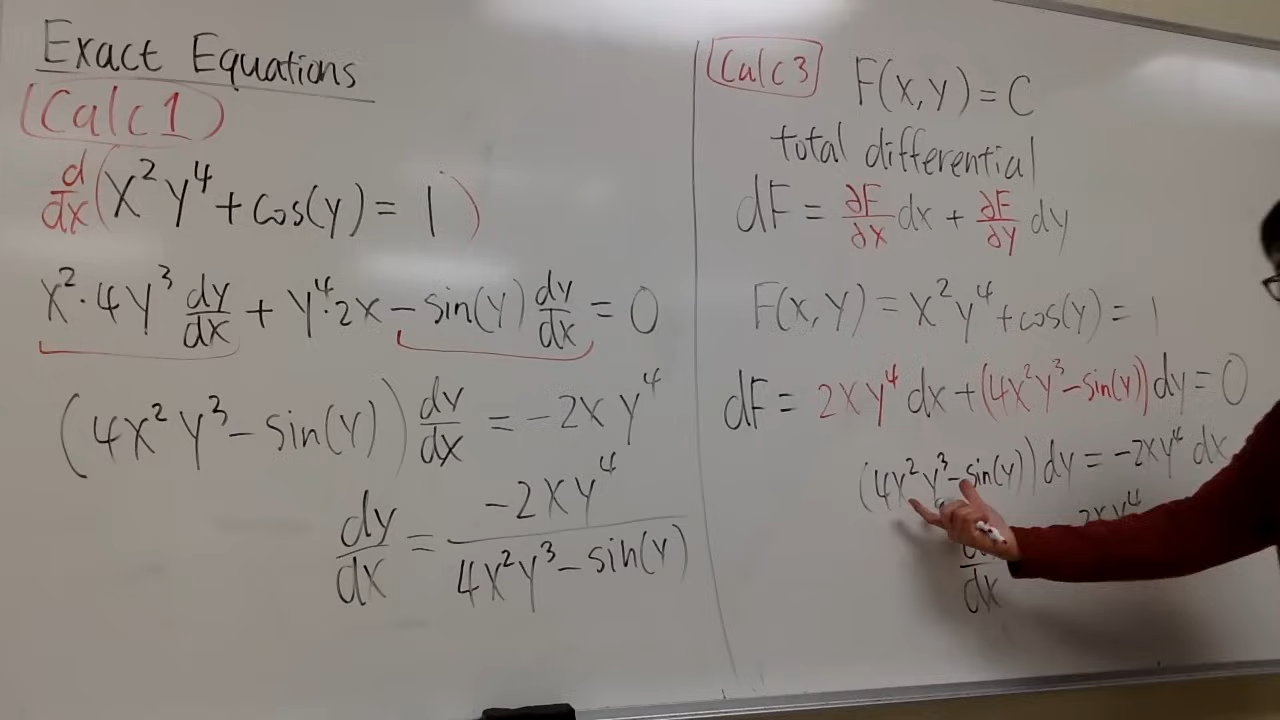 Exact Equations
Calc 1
d/dx (x²y⁴ + cos(y) = 1)
x²·4y³ dy/dx + y⁴·2x - sin(y) dy/dx = 0
(4x²y³ - sin(y)) dy/dx = -2xy⁴
dy/dx = -2xy⁴ / 4x²y³ - sin(y)
Calc 3
F(x,y) = C
total differential
dF = ∂F/∂x dx + ∂F/∂y dy
F(x,y) = x²y⁴ + cos(y) = 1
dF = 2xy⁴ dx + (4x²y³ - sin(y)) dy = 0
(4x²y³ - sin(y)) dy = -2xy⁴ dx
dx
2xy⁴